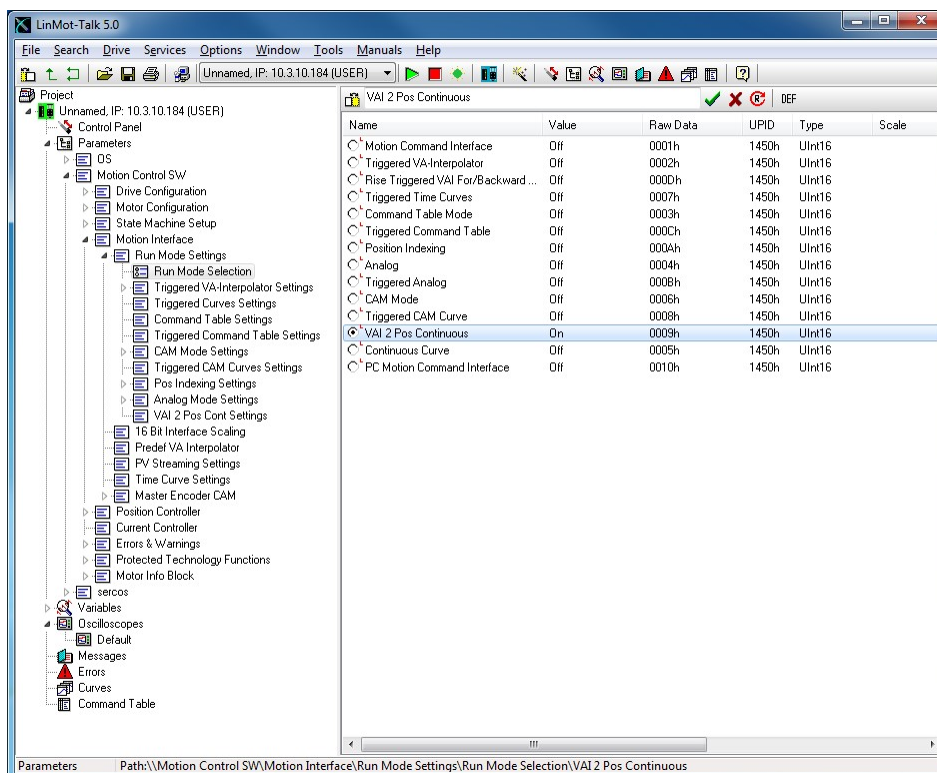 LinMot-Talk 5.0
File Search Drive Services Options Window Tools Manuals Help
Unnamed, IP: 10.3.10.184 (USER)
Project
Unnamed, IP: 10.3.10.184 (USER)
Control Panel
Parameters
OS
Motion Control SW
Drive Configuration
Motor Configuration
State Machine Setup
Motion Interface
Run Mode Settings
Run Mode Selection
Triggered VA-Interpolator Settings
Triggered Curves Settings
Command Table Settings
Triggered Command Table Settings
CAM Mode Settings
Triggered CAM Curves Settings
Pos Indexing Settings
Analog Mode Settings
VAI 2 Pos Cont Settings
16 Bit Interface Scaling
Predef VA Interpolator
PV Streaming Settings
Time Curve Settings
Master Encoder CAM
Position Controller
Current Controller
Errors & Warnings
Protected Technology Functions
Motor Info Block
sercos
Variables
Oscilloscopes
Default
Messages
Errors
Curves
Command Table
VAI 2 Pos Continuous DEF
Name Value Raw Data UPID Type Scale
Motion Command Interface Off 0001h 1450h UInt16
Triggered VA-Interpolator Off 0002h 1450h UInt16
Rise Triggered VAI For/Backward ... Off 000Dh 1450h UInt16
Triggered Time Curves Off 0007h 1450h UInt16
Command Table Mode Off 0003h 1450h UInt16
Triggered Command Table Off 000Ch 1450h UInt16
Position Indexing Off 000Ah 1450h UInt16
Analog Off 0004h 1450h UInt16
Triggered Analog Off 000Bh 1450h UInt16
CAM Mode Off 0006h 1450h UInt16
Triggered CAM Curve Off 0008h 1450h UInt16
VAI 2 Pos Continuous On 0009h 1450h UInt16
Continuous Curve Off 0005h 1450h UInt16
PC Motion Command Interface Off 0010h 1450h UInt16
Parameters Path:\\Motion Control SW\Motion Interface\Run Mode Settings\Run Mode Selection\VAI 2 Pos Continuous